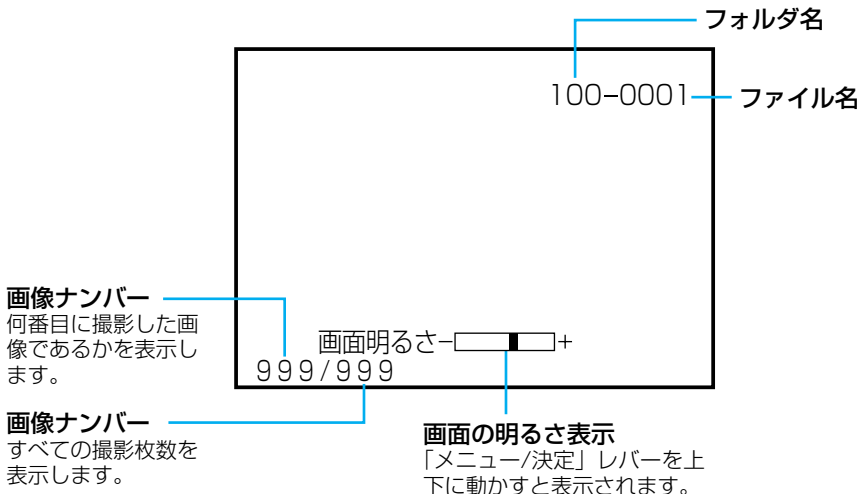 フォルダ名
100-0001
ファイル名
画像ナンバー
何番目に撮影した画
像であるかを表示し
ます。
画面明るさ-+
999/999
画像ナンバー
すべての撮影枚数を
表示します。
画面の明るさ表示
「メニュー/決定」レバーを上
下に動かすと表示されます。